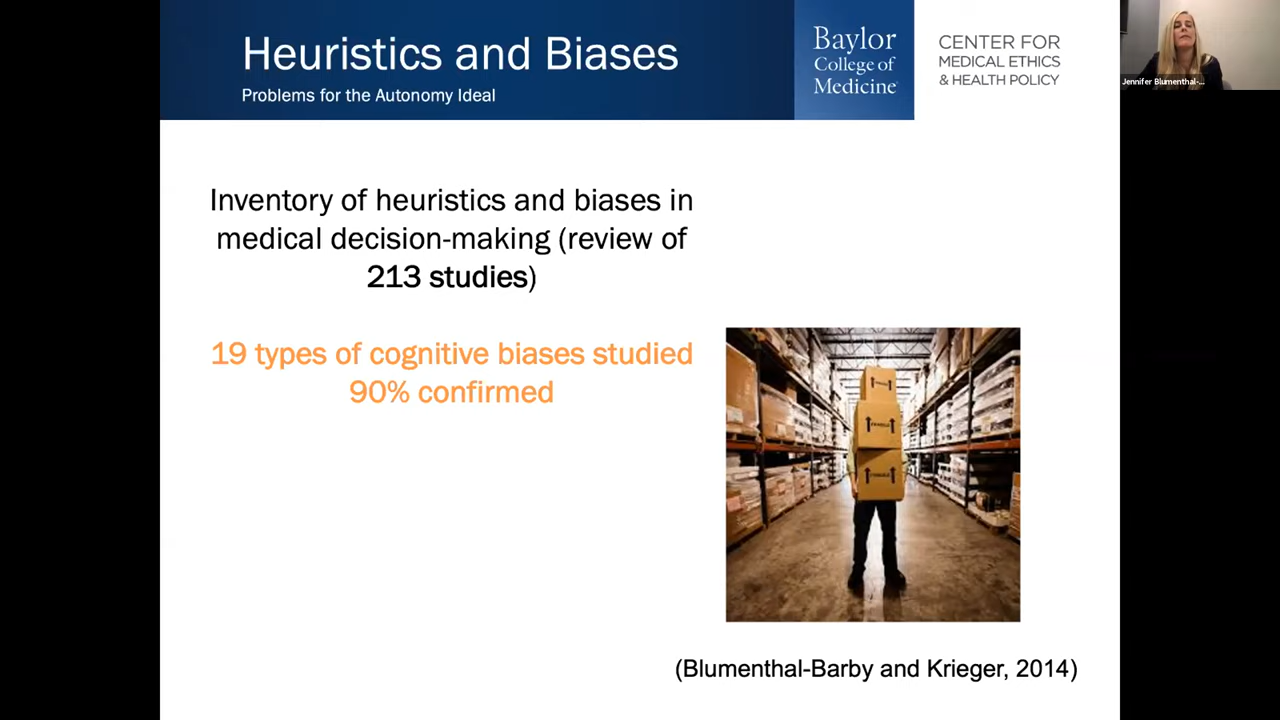 Heuristics and Biases
Problems for the Autonomy Ideal
Baylor
College of
Medicine
CENTER FOR
MEDICAL ETHICS
& HEALTH POLICY
Jennifer Blumenthal-...
Inventory of heuristics and biases in
medical decision-making (review of
213 studies)
19 types of cognitive biases studied
90% confirmed
(Blumenthal-Barby and Krieger, 2014)